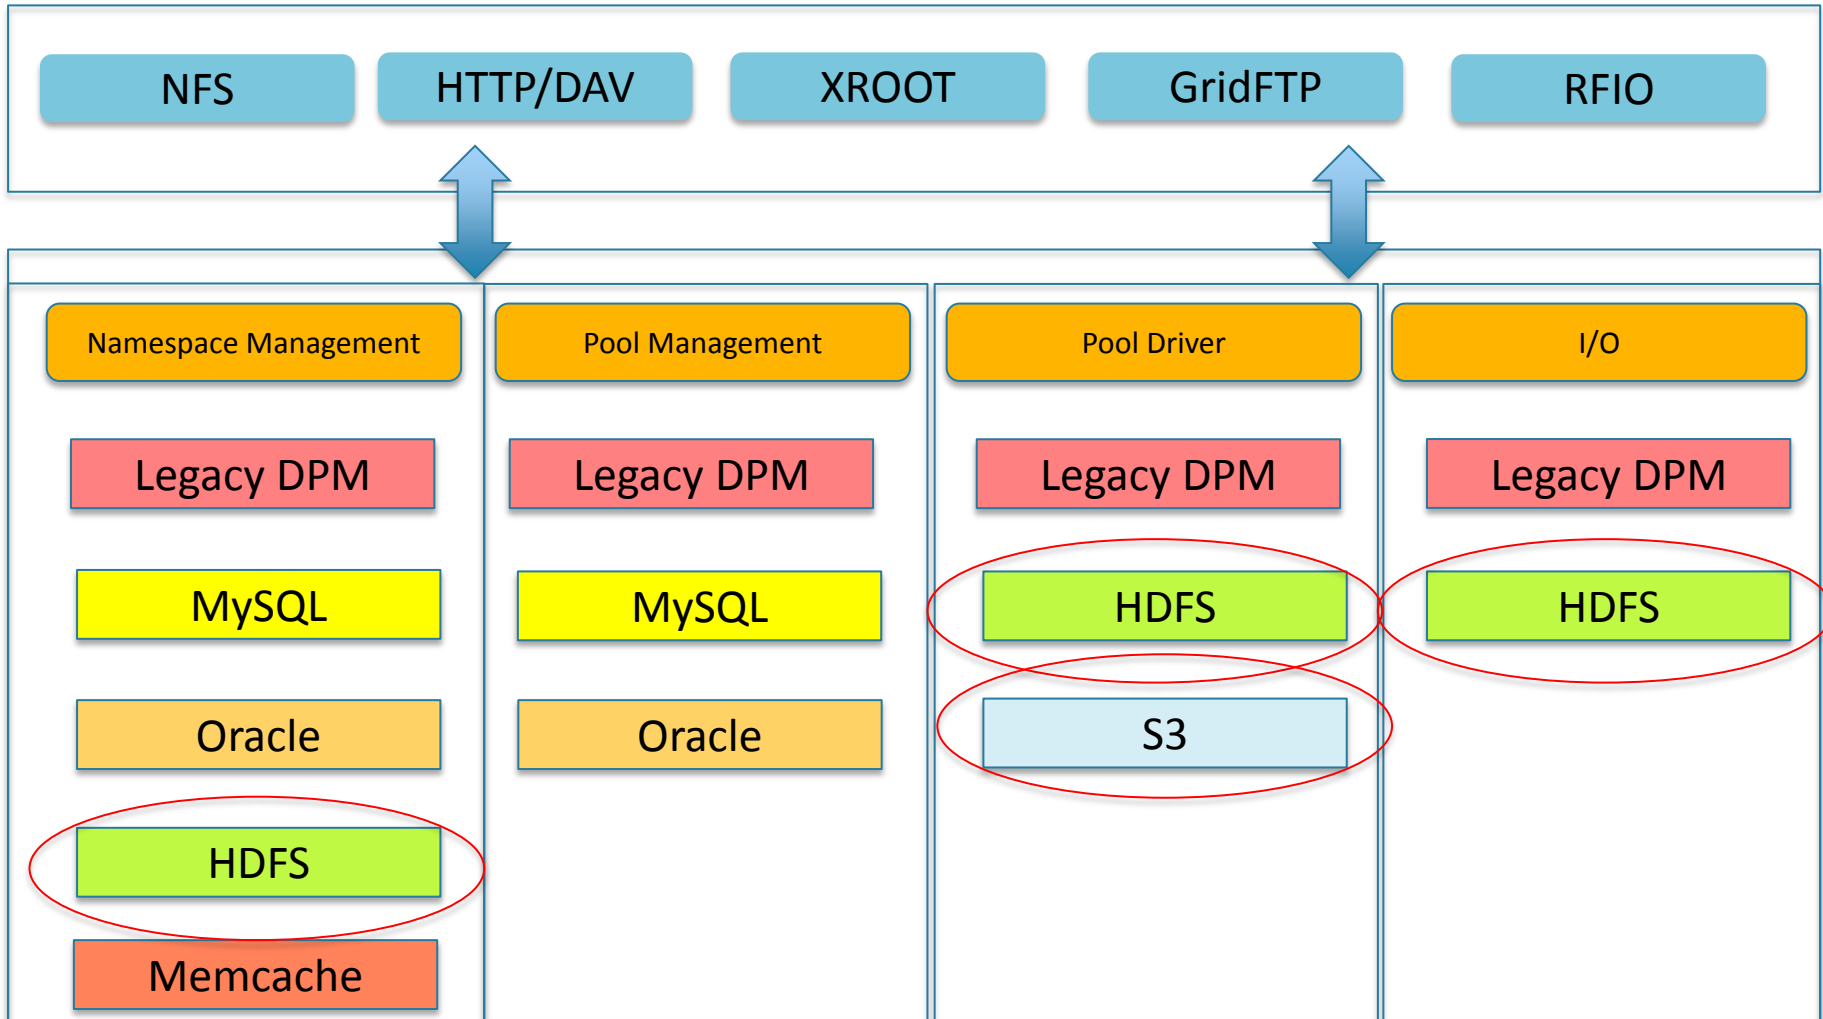 NFS
HTTP/DAV
XROOT
GridFTP
RFIO
Namespace Management
Pool Management
Pool Driver
I/O
Legacy DPM
Legacy DPM
Legacy DPM
Legacy DPM
MySQL
MySQL
HDFS
HDFS
Oracle
Oracle
S3
HDFS
Memcache